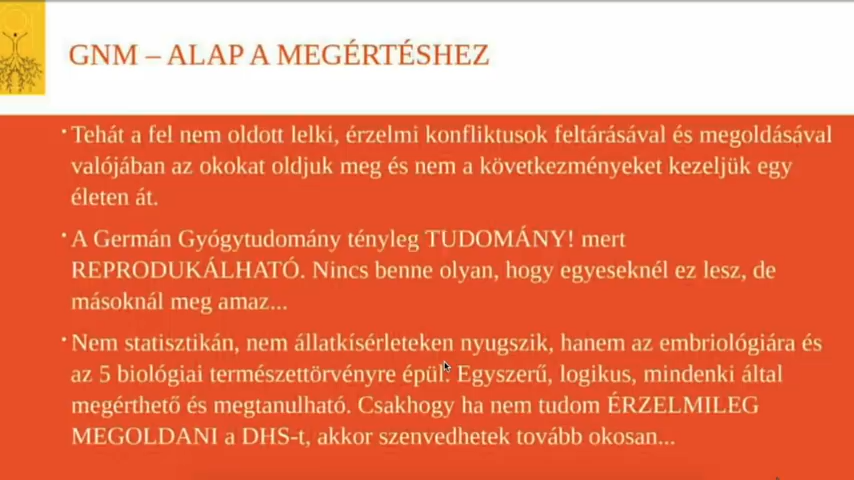 GNM – ALAP A MEGÉRTÉSHEZ
• Tehát a fel nem oldott lelki, érzelmi konfliktusok feltárásával és megoldásával
valójában az okokat oldjuk meg és nem a következményeket kezeljük egy
életen át.
• A Germán Gyógytudomány tényleg TUDOMÁNY! mert
REPRODUKÁLHATÓ. Nincs benne olyan, hogy egyeseknél ez lesz, de
másoknál meg amaz...
• Nem statisztikán, nem állatkísérleteken nyugszik, hanem az embriológiára és
az 5 biológiai természettörvényre épül. Egyszerű, logikus, mindenki által
megérthető és megtanulható. Csakhogy ha nem tudom ÉRZELMILEG
MEGOLDANI a DHS-t, akkor szenvedhetek tovább okosan...